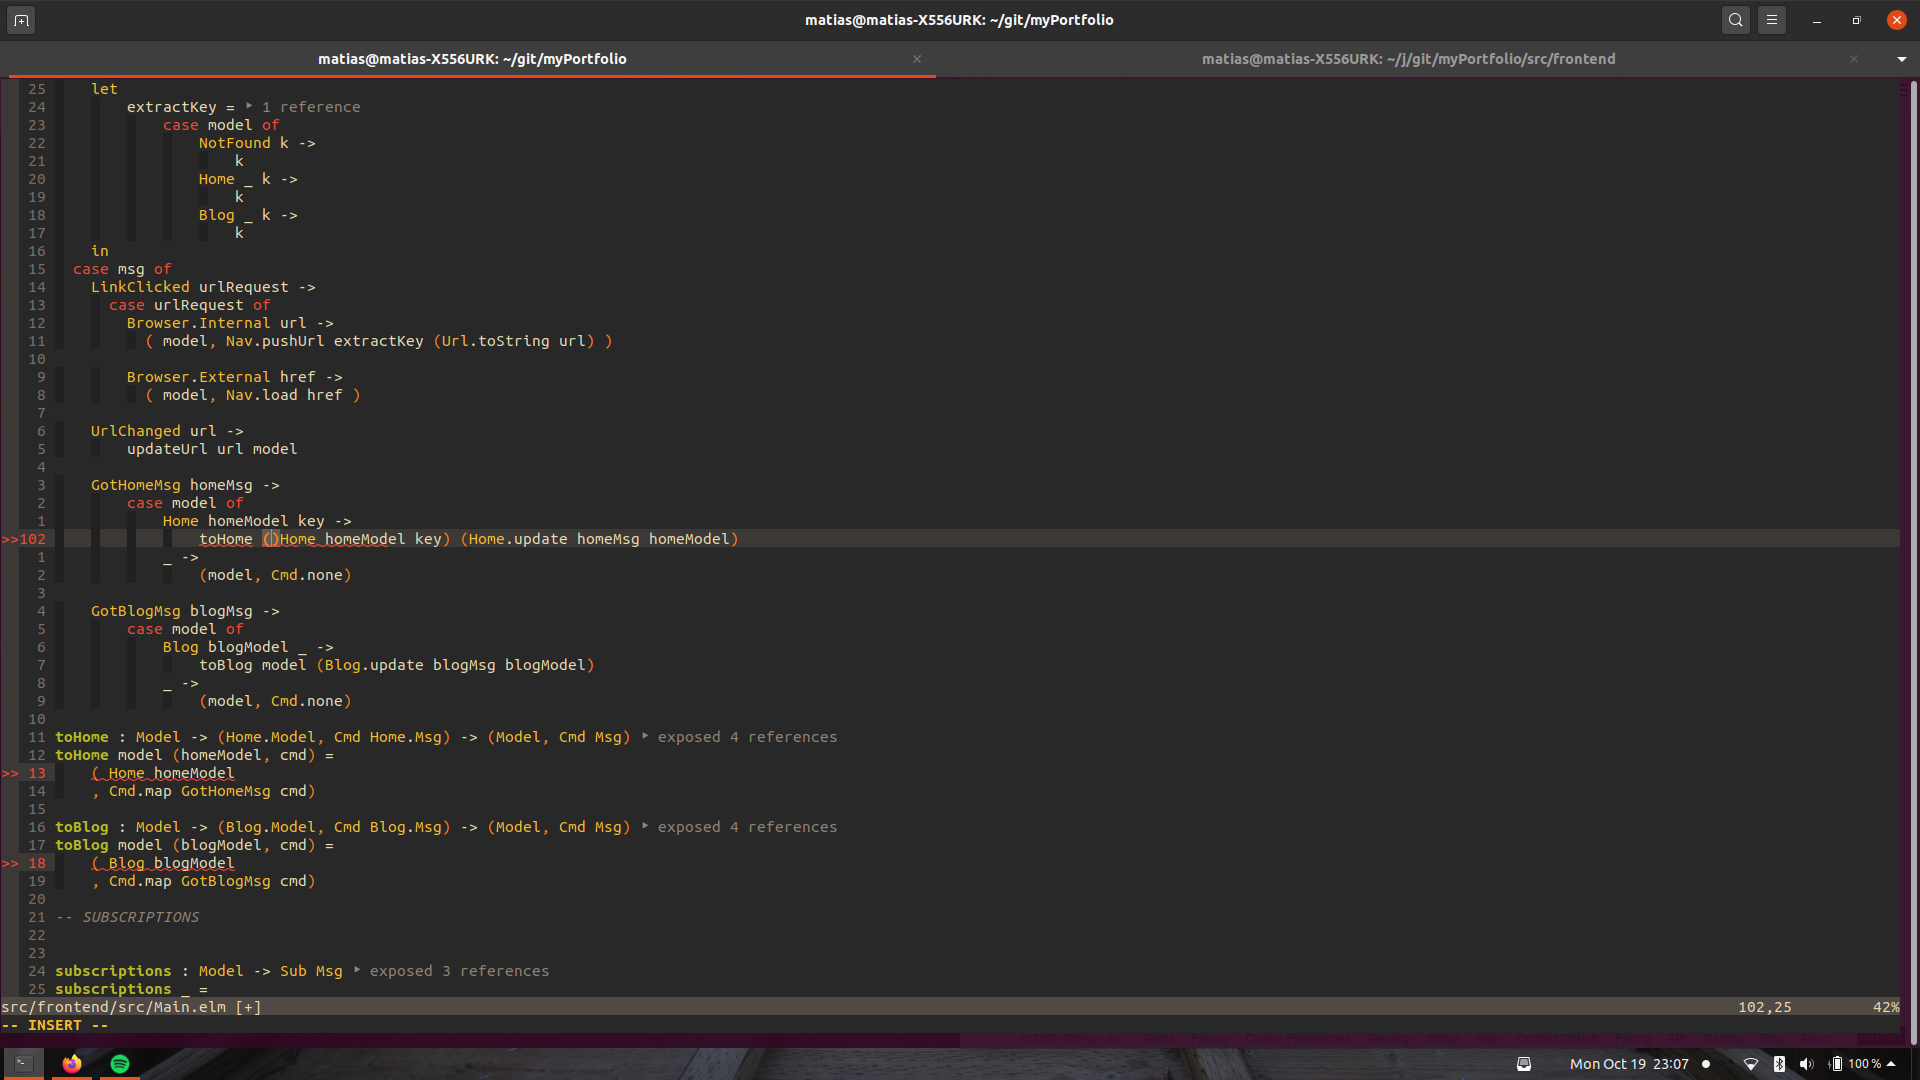 matias@matias-X556URK: ~/git/myPortfolio
matias@matias-X556URK: ~/git/myPortfolio × matias@matias-X556URK: ~/j/git/myPortfolio/src/frontend ×
25     let
24         extractKey = ‣ 1 reference
23             case model of
22                 NotFound k ->
21                     k
20                 Home _ k ->
19                     k
18                 Blog _ k ->
17                     k
16     in
15   case msg of
14     LinkClicked urlRequest ->
13       case urlRequest of
12         Browser.Internal url ->
11           ( model, Nav.pushUrl extractKey (Url.toString url) )
10
9         Browser.External href ->
8           ( model, Nav.load href )
7
6     UrlChanged url ->
5         updateUrl url model
4
3     GotHomeMsg homeMsg ->
2         case model of
1             Home homeModel key ->
>>102                 toHome ()Home homeModel key) (Home.update homeMsg homeModel)
1             _ ->
2                 (model, Cmd.none)
3
4     GotBlogMsg blogMsg ->
5         case model of
6             Blog blogModel _ ->
7                 toBlog model (Blog.update blogMsg blogModel)
8             _ ->
9                 (model, Cmd.none)
10
11 toHome : Model -> (Home.Model, Cmd Home.Msg) -> (Model, Cmd Msg) ‣ exposed 4 references
12 toHome model (homeModel, cmd) =
>> 13     ( Home homeModel
14     , Cmd.map GotHomeMsg cmd)
15
16 toBlog : Model -> (Blog.Model, Cmd Blog.Msg) -> (Model, Cmd Msg) ‣ exposed 4 references
17 toBlog model (blogModel, cmd) =
>> 18     ( Blog blogModel
19     , Cmd.map GotBlogMsg cmd)
20
21 -- SUBSCRIPTIONS
22
23
24 subscriptions : Model -> Sub Msg ‣ exposed 3 references
25 subscriptions _ =
src/frontend/src/Main.elm [+] 102,25 42%
-- INSERT --
Mon Oct 19 23:07 100 %